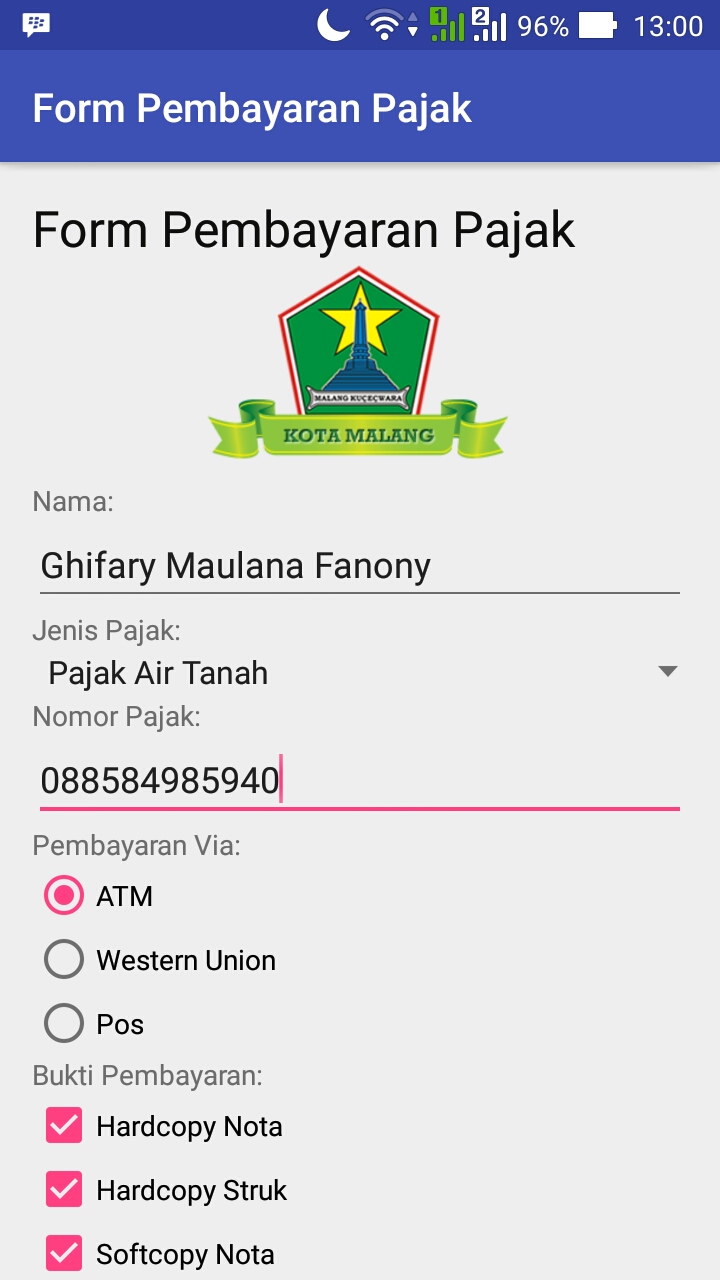 1 2 96% 13:00
Form Pembayaran Pajak
Form Pembayaran Pajak
MALANG KUÇEÇWARA
KOTA MALANG
Nama:
Ghifary Maulana Fanony
Jenis Pajak:
Pajak Air Tanah
Nomor Pajak:
088584985940
Pembayaran Via:
ATM
Western Union
Pos
Bukti Pembayaran:
Hardcopy Nota
Hardcopy Struk
Softcopy Nota